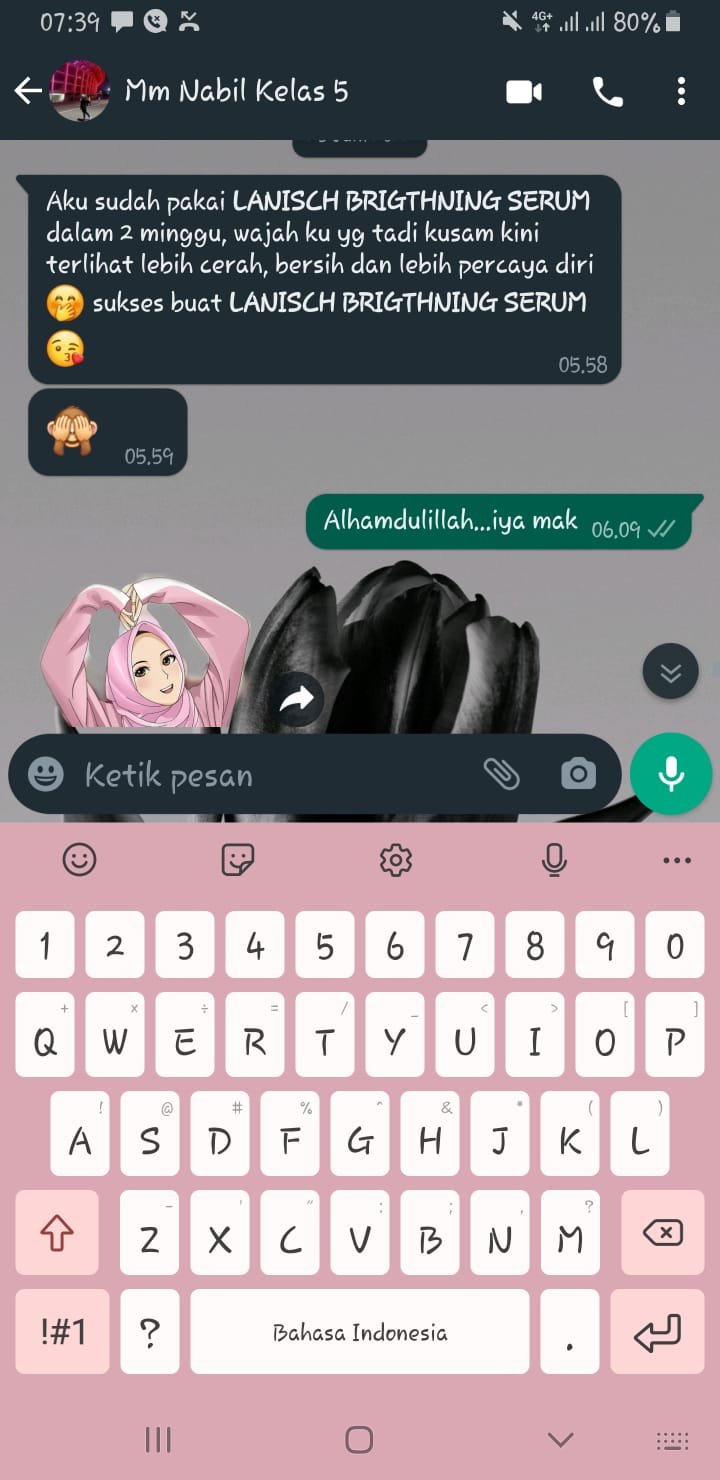 07:39 4G+ 80%
Mm Nabil Kelas 5
Aku sudah pakai LANISCH BRIGTHNING SERUM
dalam 2 minggu, wajah ku yg tadi kusam kini
terlihat lebih cerah, bersih dan lebih percaya diri
🤭 sukses buat LANISCH BRIGTHNING SERUM
😘
05.58
🙈 05.59
Alhamdulillah...iya mak 06.09
Ketik pesan
1 2 3 4 5 6 7 8 9 0
+ × ÷ = / _ < > [ ]
Q W E R T Y U I O P
! @ # % ^ & * ( )
A S D F G H J K L
- ' " : ; , ?
Z X C V B N M
!#1 ? Bahasa Indonesia .